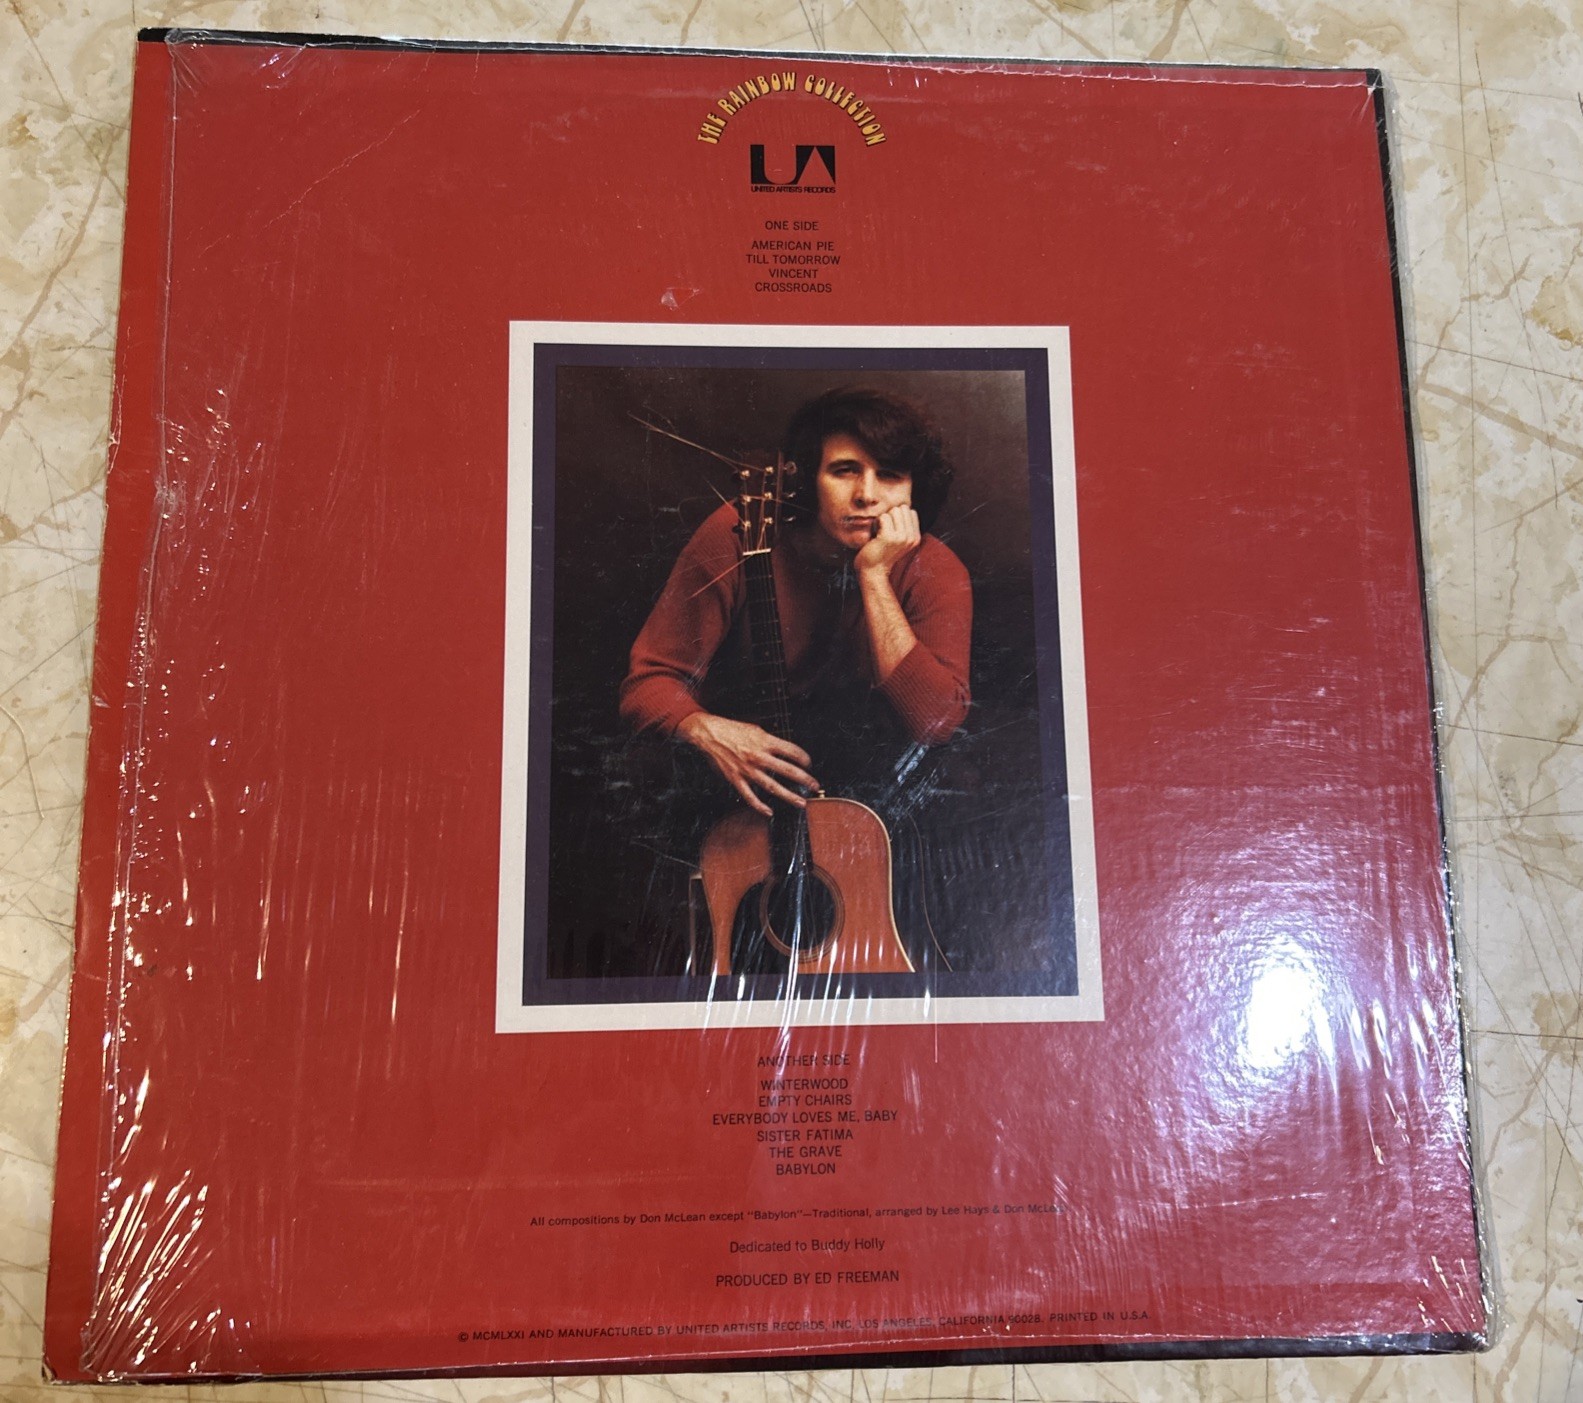 THE RAINBOW COLLECTION
UA
UNITED ARTISTS RECORDS
ONE SIDE
AMERICAN PIE
TILL TOMORROW
VINCENT
CROSSROADS
ANOTHER SIDE
WINTERWOOD
EMPTY CHAIRS
EVERYBODY LOVES ME, BABY
SISTER FATIMA
THE GRAVE
BABYLON
All compositions by Don McLean except "Babylon"—Traditional, arranged by Lee Hays & Don McLean
Dedicated to Buddy Holly
PRODUCED BY ED FREEMAN
© MCMLXXI AND MANUFACTURED BY UNITED ARTISTS RECORDS, INC. LOS ANGELES, CALIFORNIA 90028. PRINTED IN U.S.A.